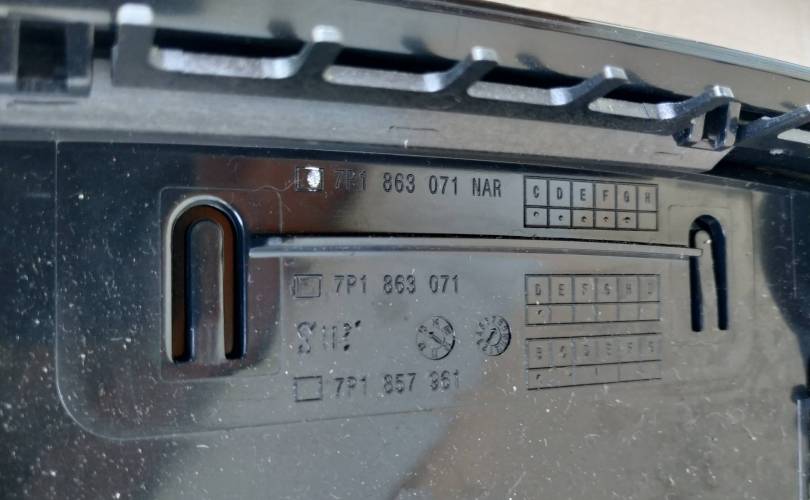 7P1 863 071 NAR
C D E F G H
7P1 863 071
D E F G H J
B C D E F G
7P1 857 961